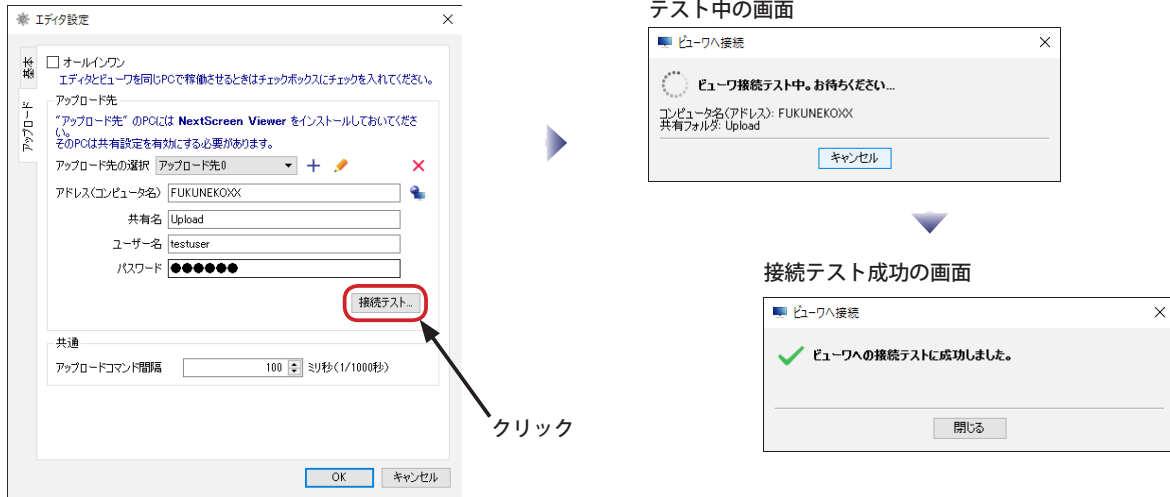 エディタ設定
基本
アップロード
オールインワン
エディタとビューワを同じPCで稼働させるときはチェックボックスにチェックを入れてください。
アップロード先
"アップロード先" のPCには NextScreen Viewer をインストールしておいてくださ
い。
そのPCは共有設定を有効にする必要があります。
アップロード先の選択 アップロード先0
アドレス(コンピュータ名) FUKUNEKOXX
共有名 Upload
ユーザー名 testuser
パスワード ●●●●●●
接続テスト...
共通
アップロードコマンド間隔 100 ミリ秒(1/1000秒)
OK キャンセル
クリック
テスト中の画面
ビューワへ接続
ビューワ接続テスト中。お待ちください...
コンピュータ名(アドレス): FUKUNEKOXX
共有フォルダ: Upload
キャンセル
接続テスト成功の画面
ビューワへ接続
ビューワへの接続テストに成功しました。
閉じる